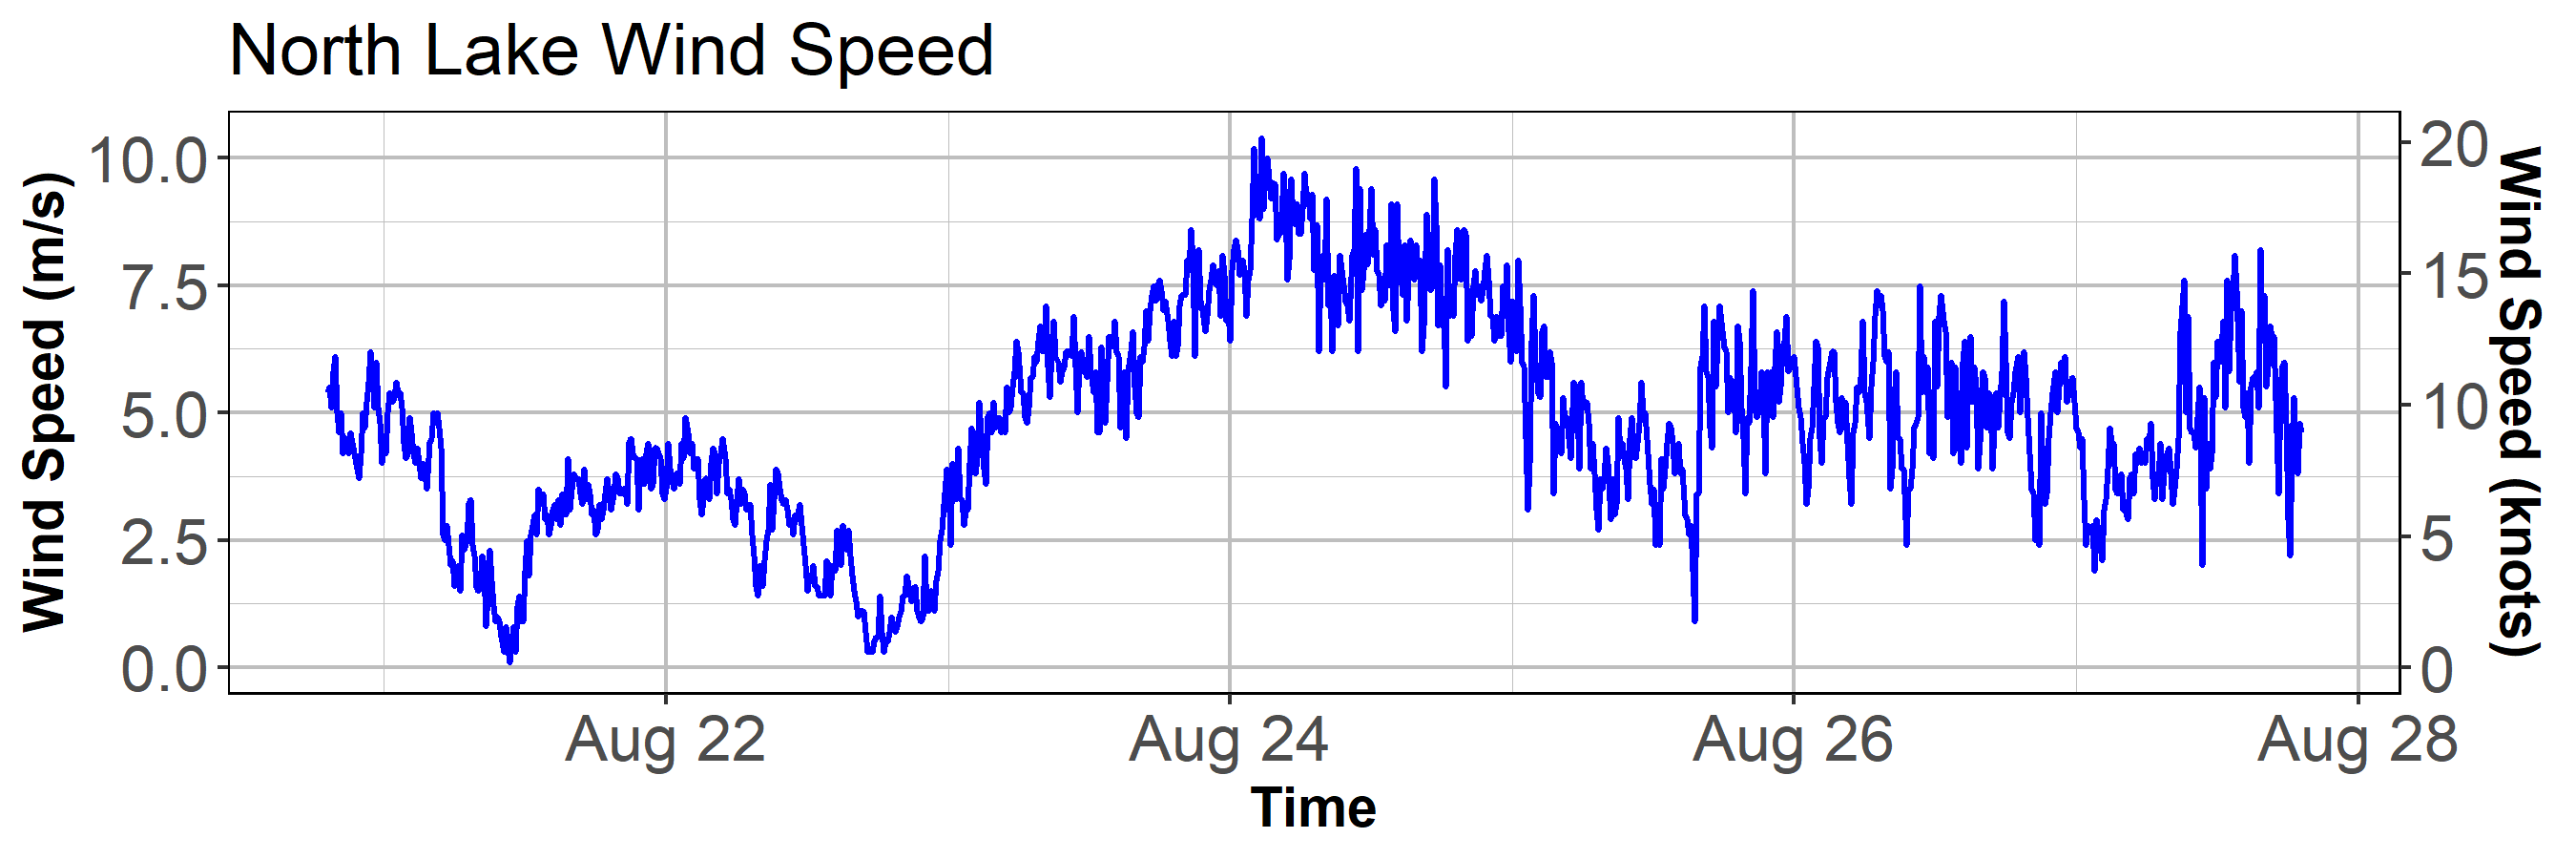 North Lake Wind Speed
Wind Speed (m/s)
10.0
7.5
5.0
2.5
0.0
20
15
10
5
0
Wind Speed (knots)
Aug 22
Aug 24
Aug 26
Aug 28
Time